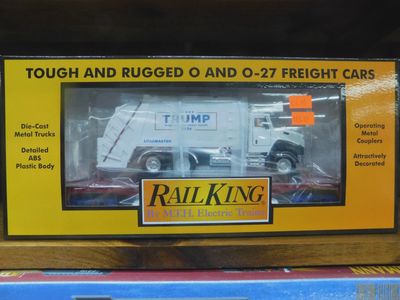 TOUGH AND RUGGED O AND O-27 FREIGHT CARS
Die-Cast
Metal Trucks
Detailed
ABS
Plastic Body
TRUMP
Operating
Metal
Couplers
Attractively
Decorated
RAILKING
By M.T.H. Electric Trains